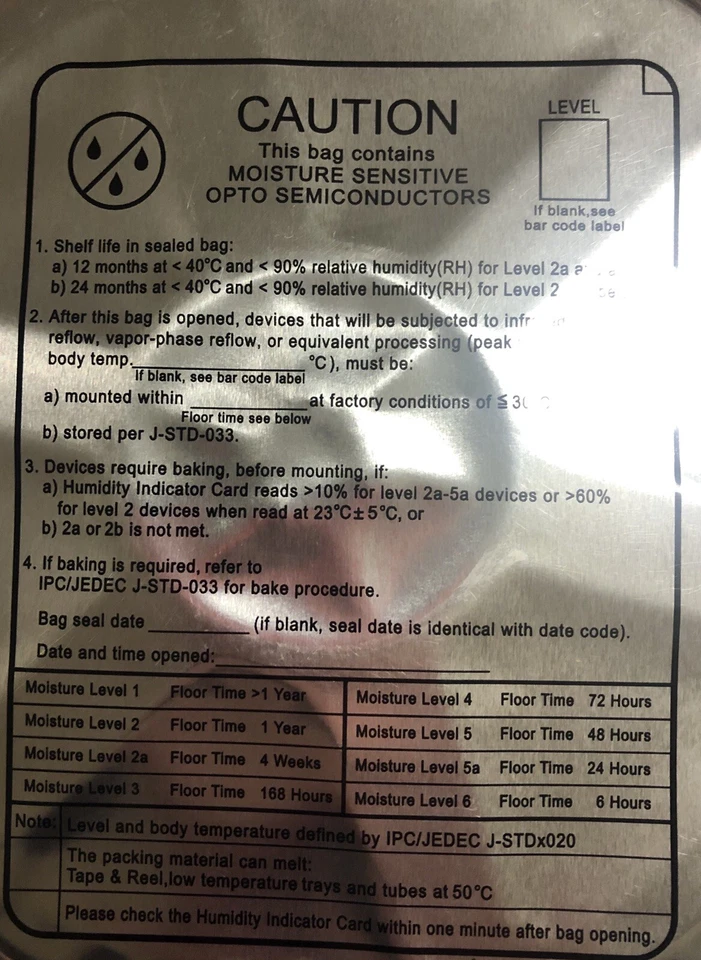 CAUTION
This bag contains
MOISTURE SENSITIVE
OPTO SEMICONDUCTORS
LEVEL
If blank,see
bar code label
1. Shelf life in sealed bag:
a) 12 months at < 40°C and < 90% relative humidity(RH) for Level 2a
b) 24 months at < 40°C and < 90% relative humidity(RH) for Level 2
2. After this bag is opened, devices that will be subjected to
reflow, vapor-phase reflow, or equivalent processing (peak
body temp.__________ °C), must be:
If blank, see bar code label
a) mounted within __________ at factory conditions of ≦
Floor time see below
b) stored per J-STD-033.
3. Devices require baking, before mounting, if:
a) Humidity Indicator Card reads >10% for level 2a-5a devices or >60%
for level 2 devices when read at 23°C±5°C, or
b) 2a or 2b is not met.
4. If baking is required, refer to
IPC/JEDEC J-STD-033 for bake procedure.
Bag seal date __________ (if blank, seal date is identical with date code).
Date and time opened:__________
Moisture Level 1 Floor Time >1 Year
Moisture Level 2 Floor Time 1 Year
Moisture Level 2a Floor Time 4 Weeks
Moisture Level 3 Floor Time 168 Hours
Moisture Level 4 Floor Time 72 Hours
Moisture Level 5 Floor Time 48 Hours
Moisture Level 5a Floor Time 24 Hours
Moisture Level 6 Floor Time 6 Hours
Note: Level and body temperature defined by IPC/JEDEC J-STDx020
The packing material can melt:
Tape & Reel,low temperature trays and tubes at 50°C
Please check the Humidity Indicator Card within one minute after bag opening.